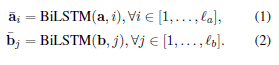 ā_i = BiLSTM(a, i), ∀i ∈ [1, …, ℓ_a], (1)
b̄_j = BiLSTM(b, j), ∀j ∈ [1, …, ℓ_b]. (2)